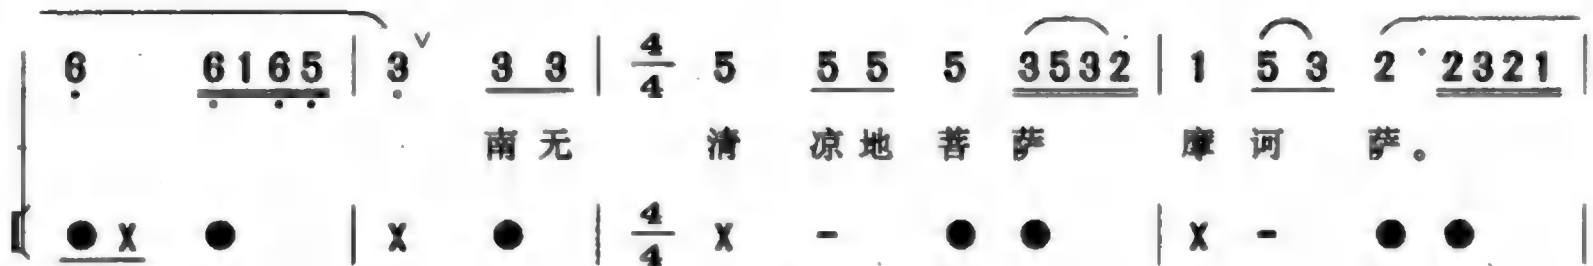 6 6165 | 3 ∨ 3 3 | 4/4 5 5 5 5 3532 | 1 5 3 2 2321 |
南无 清 凉地 菩 萨 摩 诃 萨。
● X ● | X ● | 4/4 X - ● ● | X - ● ● |